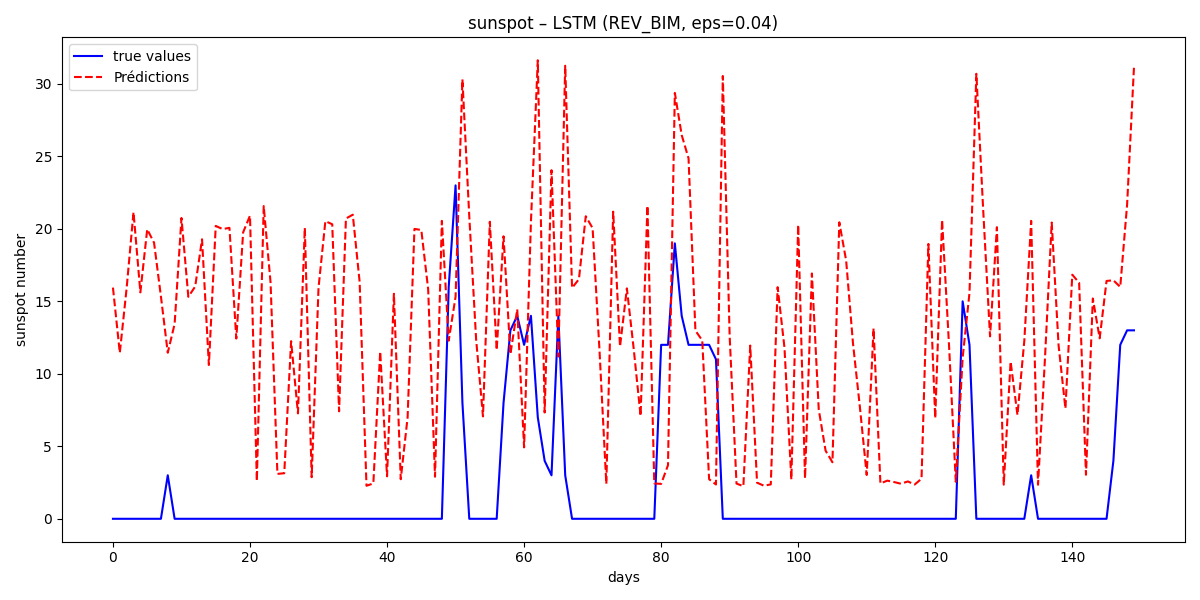 sunspot – LSTM (REV_BIM, eps=0.04)
true values
Prédictions
sunspot number
30
25
20
15
10
5
0
0 20 40 60 80 100 120 140
days